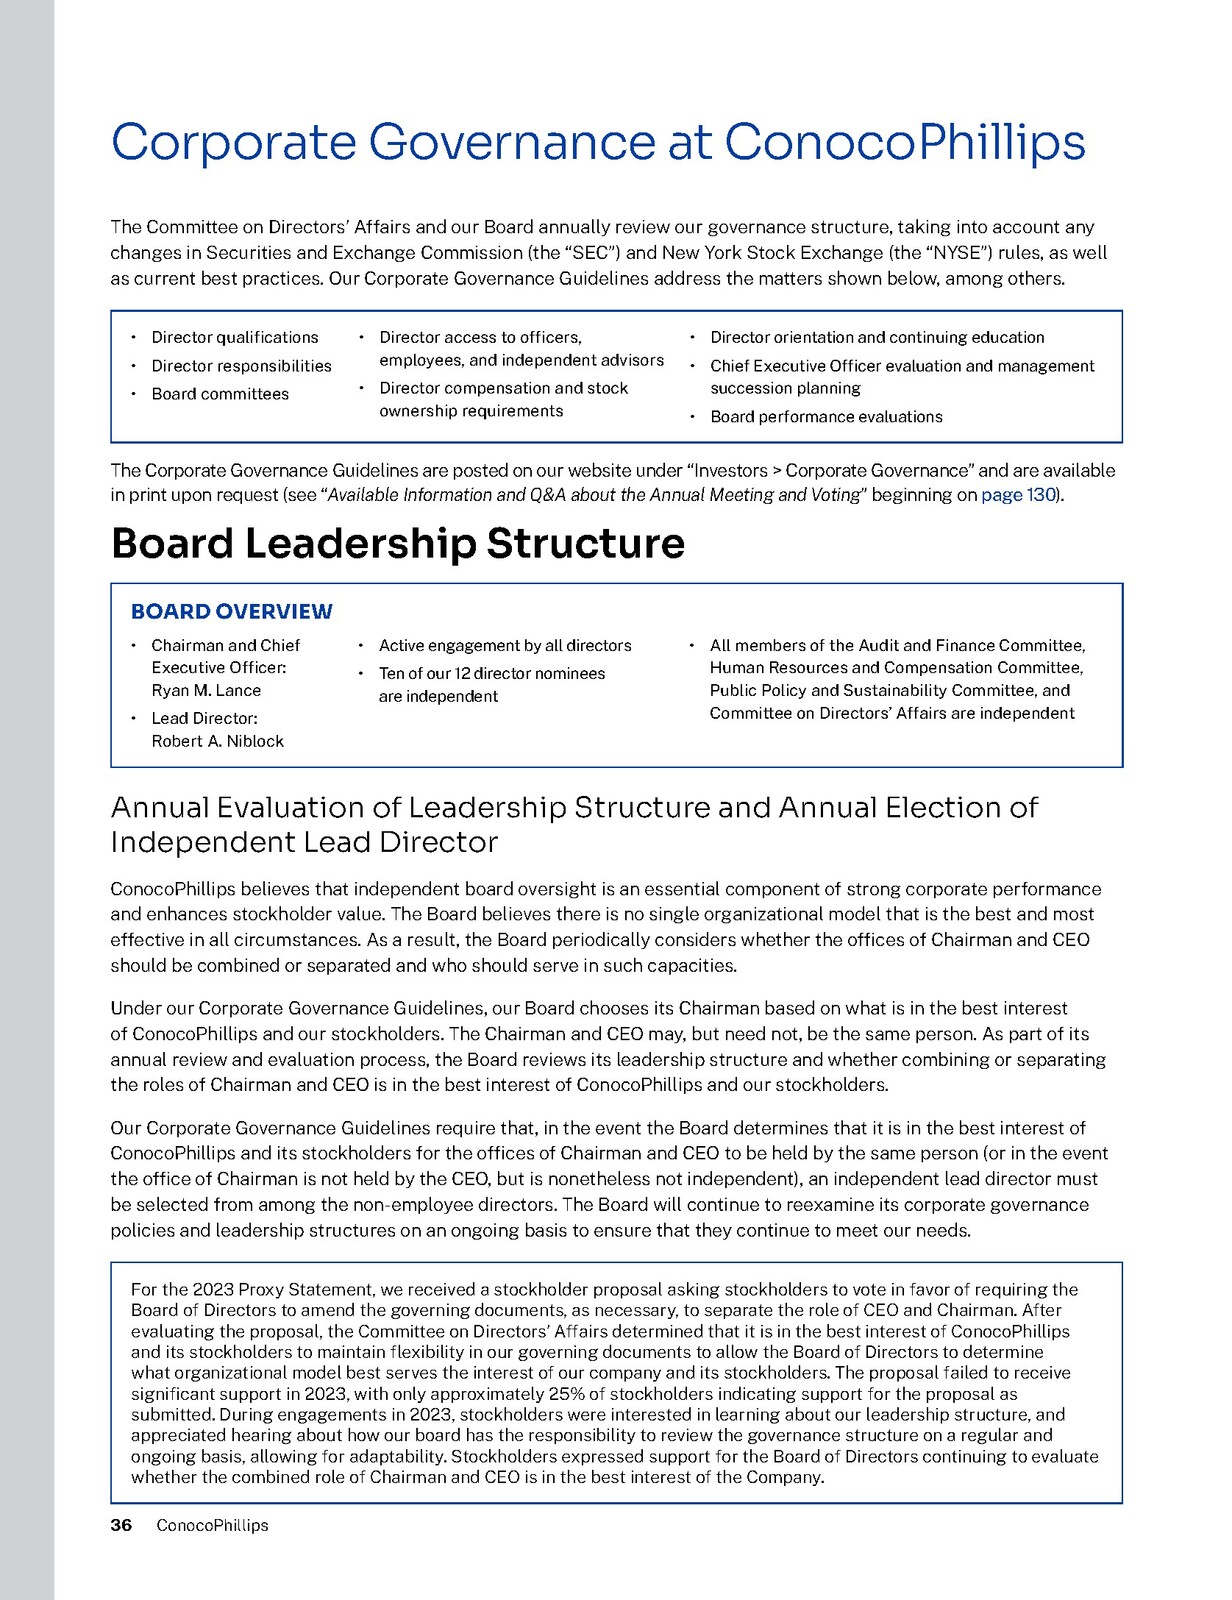 Corporate Governance at ConocoPhillips
The Committee on Directors’ Affairs and our Board annually review our governance structure, taking into account any
changes in Securities and Exchange Commission (the “SEC”) and New York Stock Exchange (the “NYSE”) rules, as well
as current best practices. Our Corporate Governance Guidelines address the matters shown below, among others.
• Director qualifications
• Director responsibilities
• Board committees
• Director access to officers,
employees, and independent advisors
• Director compensation and stock
ownership requirements
• Director orientation and continuing education
• Chief Executive Officer evaluation and management
succession planning
• Board performance evaluations
The Corporate Governance Guidelines are posted on our website under “Investors > Corporate Governance” and are available
in print upon request (see “Available Information and Q&A about the Annual Meeting and Voting” beginning on page 130).
Board Leadership Structure
BOARD OVERVIEW
• Chairman and Chief
Executive Officer:
Ryan M. Lance
• Lead Director:
Robert A. Niblock
• Active engagement by all directors
• Ten of our 12 director nominees
are independent
• All members of the Audit and Finance Committee,
Human Resources and Compensation Committee,
Public Policy and Sustainability Committee, and
Committee on Directors’ Affairs are independent
Annual Evaluation of Leadership Structure and Annual Election of
Independent Lead Director
ConocoPhillips believes that independent board oversight is an essential component of strong corporate performance
and enhances stockholder value. The Board believes there is no single organizational model that is the best and most
effective in all circumstances. As a result, the Board periodically considers whether the offices of Chairman and CEO
should be combined or separated and who should serve in such capacities.
Under our Corporate Governance Guidelines, our Board chooses its Chairman based on what is in the best interest
of ConocoPhillips and our stockholders. The Chairman and CEO may, but need not, be the same person. As part of its
annual review and evaluation process, the Board reviews its leadership structure and whether combining or separating
the roles of Chairman and CEO is in the best interest of ConocoPhillips and our stockholders.
Our Corporate Governance Guidelines require that, in the event the Board determines that it is in the best interest of
ConocoPhillips and its stockholders for the offices of Chairman and CEO to be held by the same person (or in the event
the office of Chairman is not held by the CEO, but is nonetheless not independent), an independent lead director must
be selected from among the non-employee directors. The Board will continue to reexamine its corporate governance
policies and leadership structures on an ongoing basis to ensure that they continue to meet our needs.
For the 2023 Proxy Statement, we received a stockholder proposal asking stockholders to vote in favor of requiring the
Board of Directors to amend the governing documents, as necessary, to separate the role of CEO and Chairman. After
evaluating the proposal, the Committee on Directors’ Affairs determined that it is in the best interest of ConocoPhillips
and its stockholders to maintain flexibility in our governing documents to allow the Board of Directors to determine
what organizational model best serves the interest of our company and its stockholders. The proposal failed to receive
significant support in 2023, with only approximately 25% of stockholders indicating support for the proposal as
submitted. During engagements in 2023, stockholders were interested in learning about our leadership structure, and
appreciated hearing about how our board has the responsibility to review the governance structure on a regular and
ongoing basis, allowing for adaptability. Stockholders expressed support for the Board of Directors continuing to evaluate
whether the combined role of Chairman and CEO is in the best interest of the Company.
36 ConocoPhillips